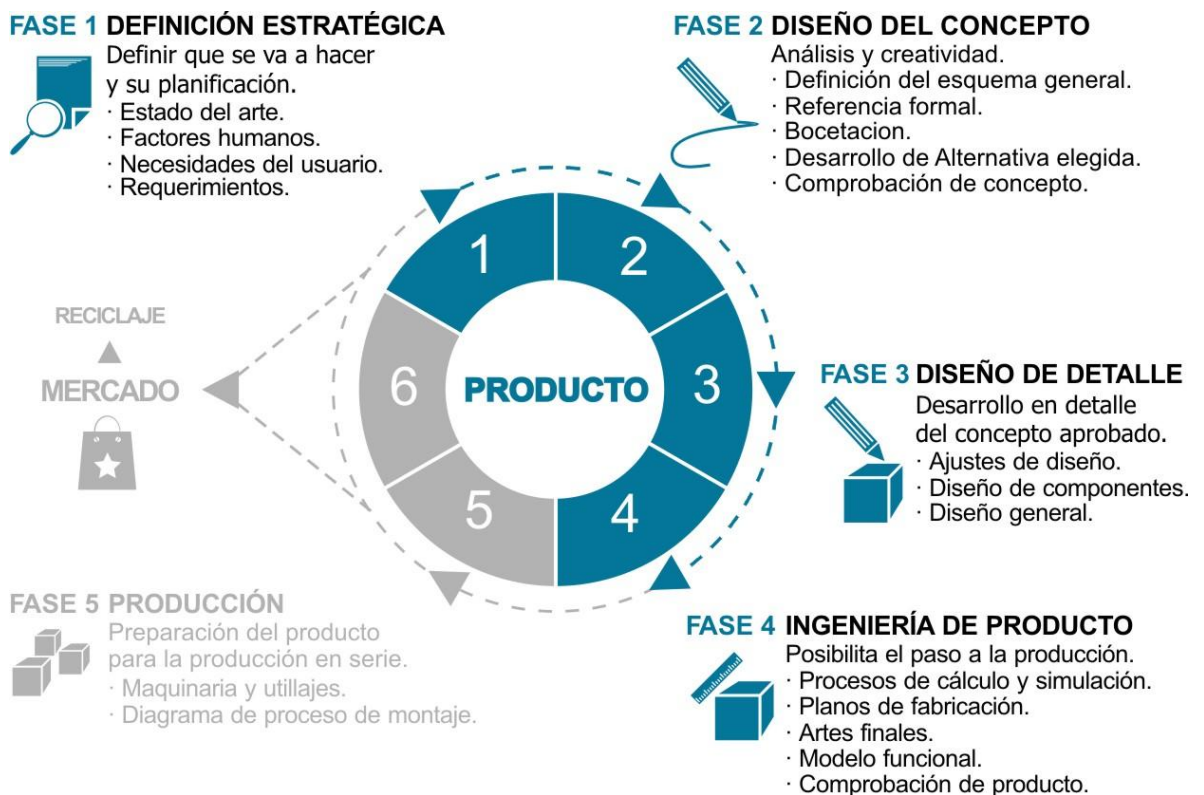 FASE 1 DEFINICIÓN ESTRATÉGICA
Definir que se va a hacer
y su planificación.
· Estado del arte.
· Factores humanos.
· Necesidades del usuario.
· Requerimientos.
FASE 2 DISEÑO DEL CONCEPTO
Análisis y creatividad.
· Definición del esquema general.
· Referencia formal.
· Bocetacion.
· Desarrollo de Alternativa elegida.
· Comprobación de concepto.
1
2
3
4
5
6
PRODUCTO
RECICLAJE
MERCADO
FASE 3 DISEÑO DE DETALLE
Desarrollo en detalle
del concepto aprobado.
· Ajustes de diseño.
· Diseño de componentes.
· Diseño general.
FASE 5 PRODUCCIÓN
Preparación del producto
para la producción en serie.
· Maquinaria y utillajes.
· Diagrama de proceso de montaje.
FASE 4 INGENIERÍA DE PRODUCTO
Posibilita el paso a la producción.
· Procesos de cálculo y simulación.
· Planos de fabricación.
· Artes finales.
· Modelo funcional.
· Comprobación de producto.